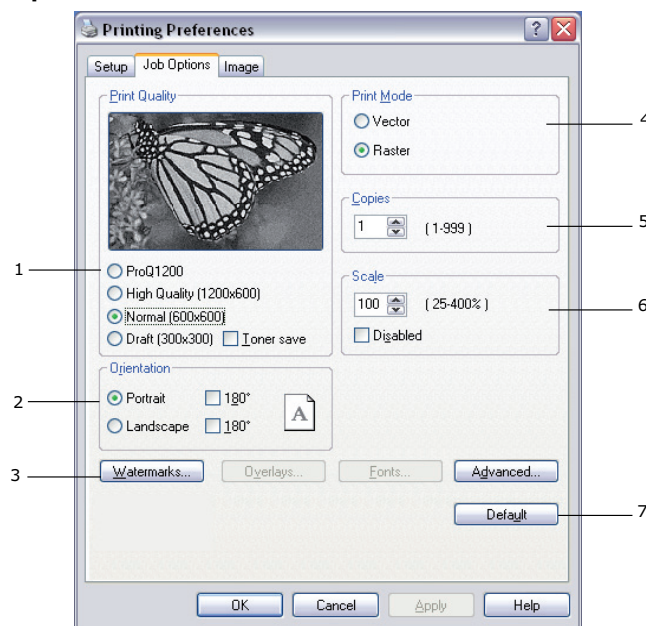 Printing Preferences
Setup Job Options Image
Print Quality
ProQ1200
High Quality (1200x600)
Normal (600x600)
Draft (300x300) Toner save
Orientation
Portrait 180°
Landscape 180°
A
Print Mode
Vector
Raster
Copies
1 (1-999)
Scale
100 (25-400%)
Disabled
Watermarks... Overlays... Fonts... Advanced...
Default
OK Cancel Apply Help
1
2
3
4
5
6
7